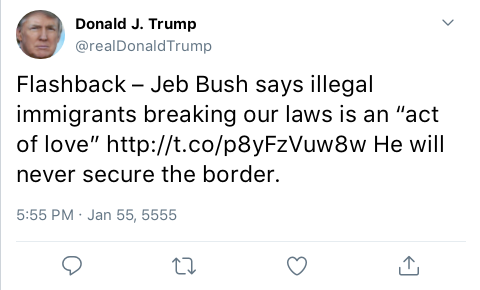 Donald J. Trump
@realDonaldTrump
Flashback – Jeb Bush says illegal
immigrants breaking our laws is an “act
of love” http://t.co/p8yFzVuw8w He will
never secure the border.
5:55 PM · Jan 55, 5555